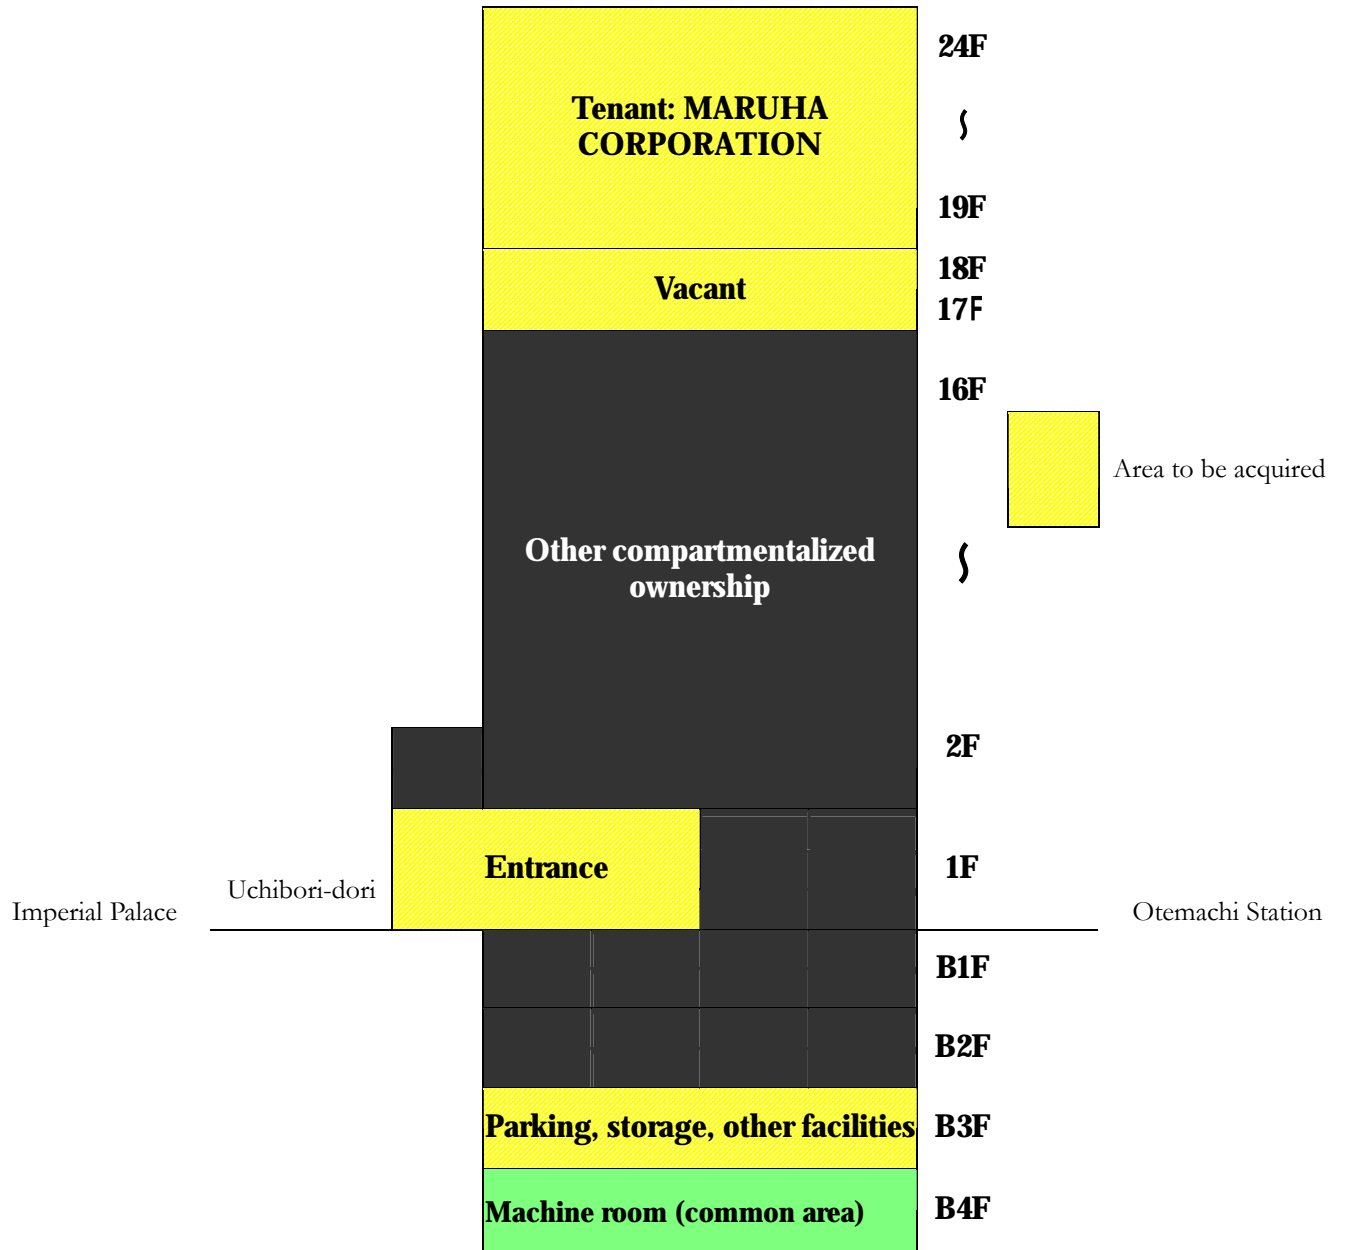 24F
Tenant: MARUHA
CORPORATION
19F
18F
Vacant
17F
16F
Area to be acquired
Other compartmentalized
ownership
2F
Entrance
1F
Uchibori-dori
Imperial Palace
Otemachi Station
B1F
B2F
Parking, storage, other facilities
B3F
Machine room (common area)
B4F